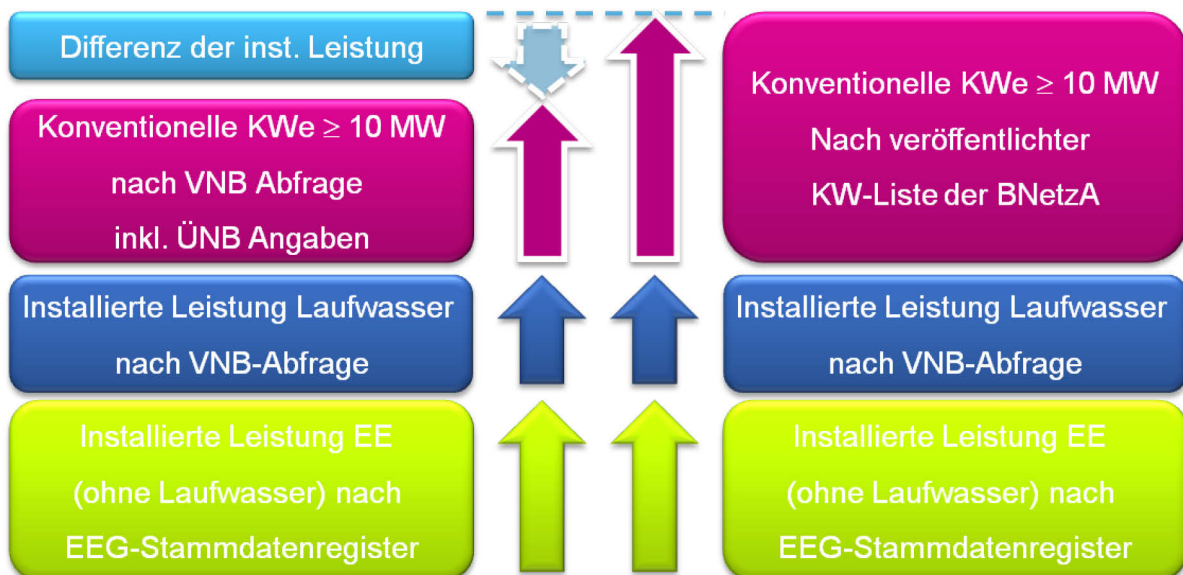 Differenz der inst. Leistung
Konventionelle KWe ≥ 10 MW
nach VNB Abfrage
inkl. ÜNB Angaben
Installierte Leistung Laufwasser
nach VNB-Abfrage
Installierte Leistung EE
(ohne Laufwasser) nach
EEG-Stammdatenregister
Konventionelle KWe ≥ 10 MW
Nach veröffentlichter
KW-Liste der BNetzA
Installierte Leistung Laufwasser
nach VNB-Abfrage
Installierte Leistung EE
(ohne Laufwasser) nach
EEG-Stammdatenregister